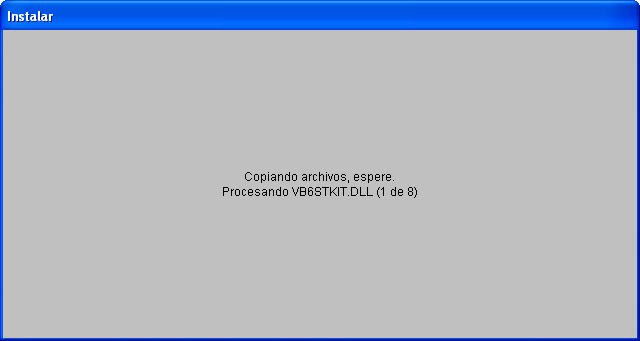 Instalar
Copiando archivos, espere.
Procesando VB6STKIT.DLL (1 de 8)